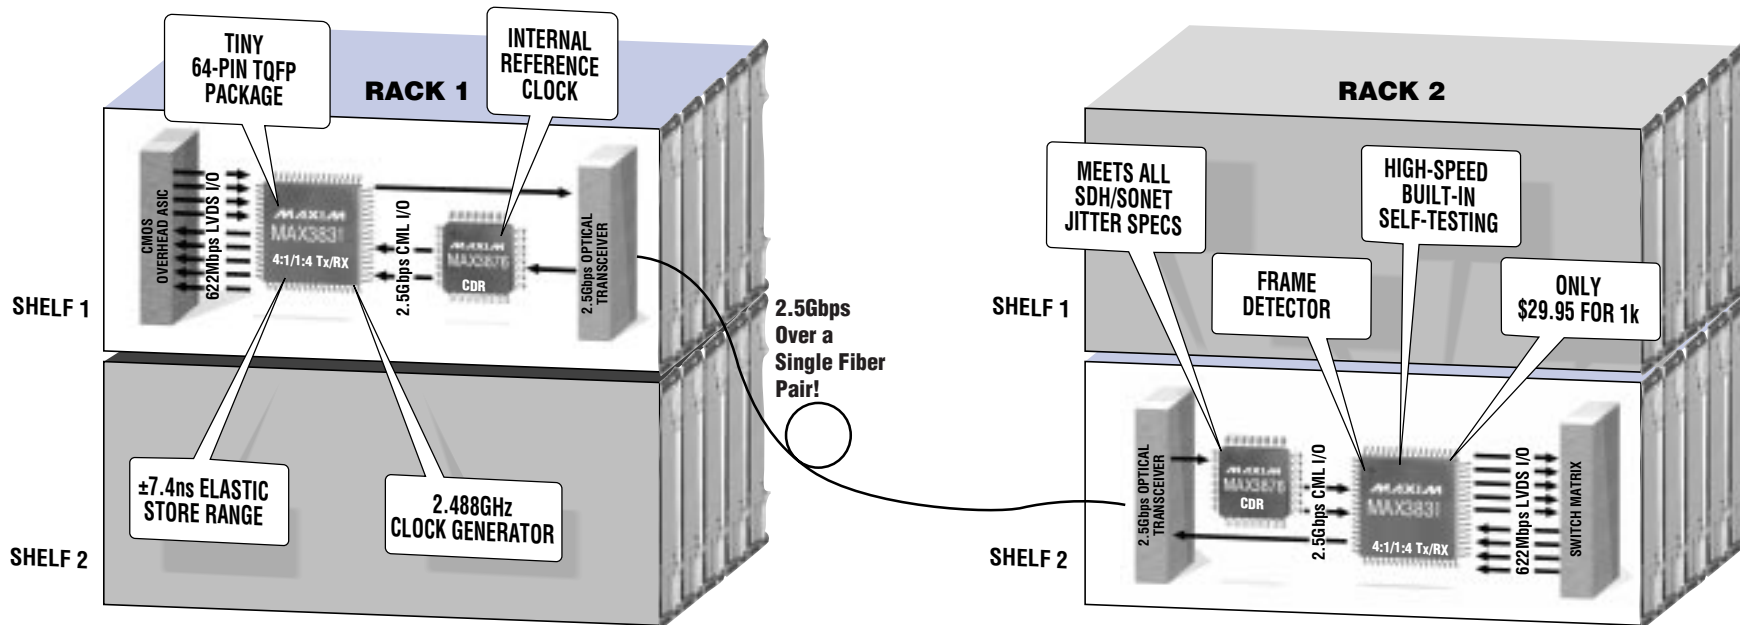 TINY
64-PIN TQFP
PACKAGE
INTERNAL
REFERENCE
CLOCK
RACK 1
CMOS
OVERHEAD ASIC
622Mbps LVDS I/O
MAXIM
MAX3831
4:1/1:4 Tx/RX
2.5Gbps CML I/O
MAXIM
MAX3876
CDR
2.5Gbps OPTICAL
TRANSCEIVER
SHELF 1
±7.4ns ELASTIC
STORE RANGE
2.488GHz
CLOCK GENERATOR
SHELF 2
2.5Gbps
Over a
Single Fiber
Pair!
RACK 2
MEETS ALL
SDH/SONET
JITTER SPECS
HIGH-SPEED
BUILT-IN
SELF-TESTING
FRAME
DETECTOR
ONLY
$29.95 FOR 1k
SHELF 1
2.5Gbps OPTICAL
TRANSCEIVER
MAXIM
MAX3876
CDR
2.5Gbps CML I/O
MAXIM
MAX3831
4:1/1:4 Tx/RX
622Mbps LVDS I/O
SWITCH MATRIX
SHELF 2